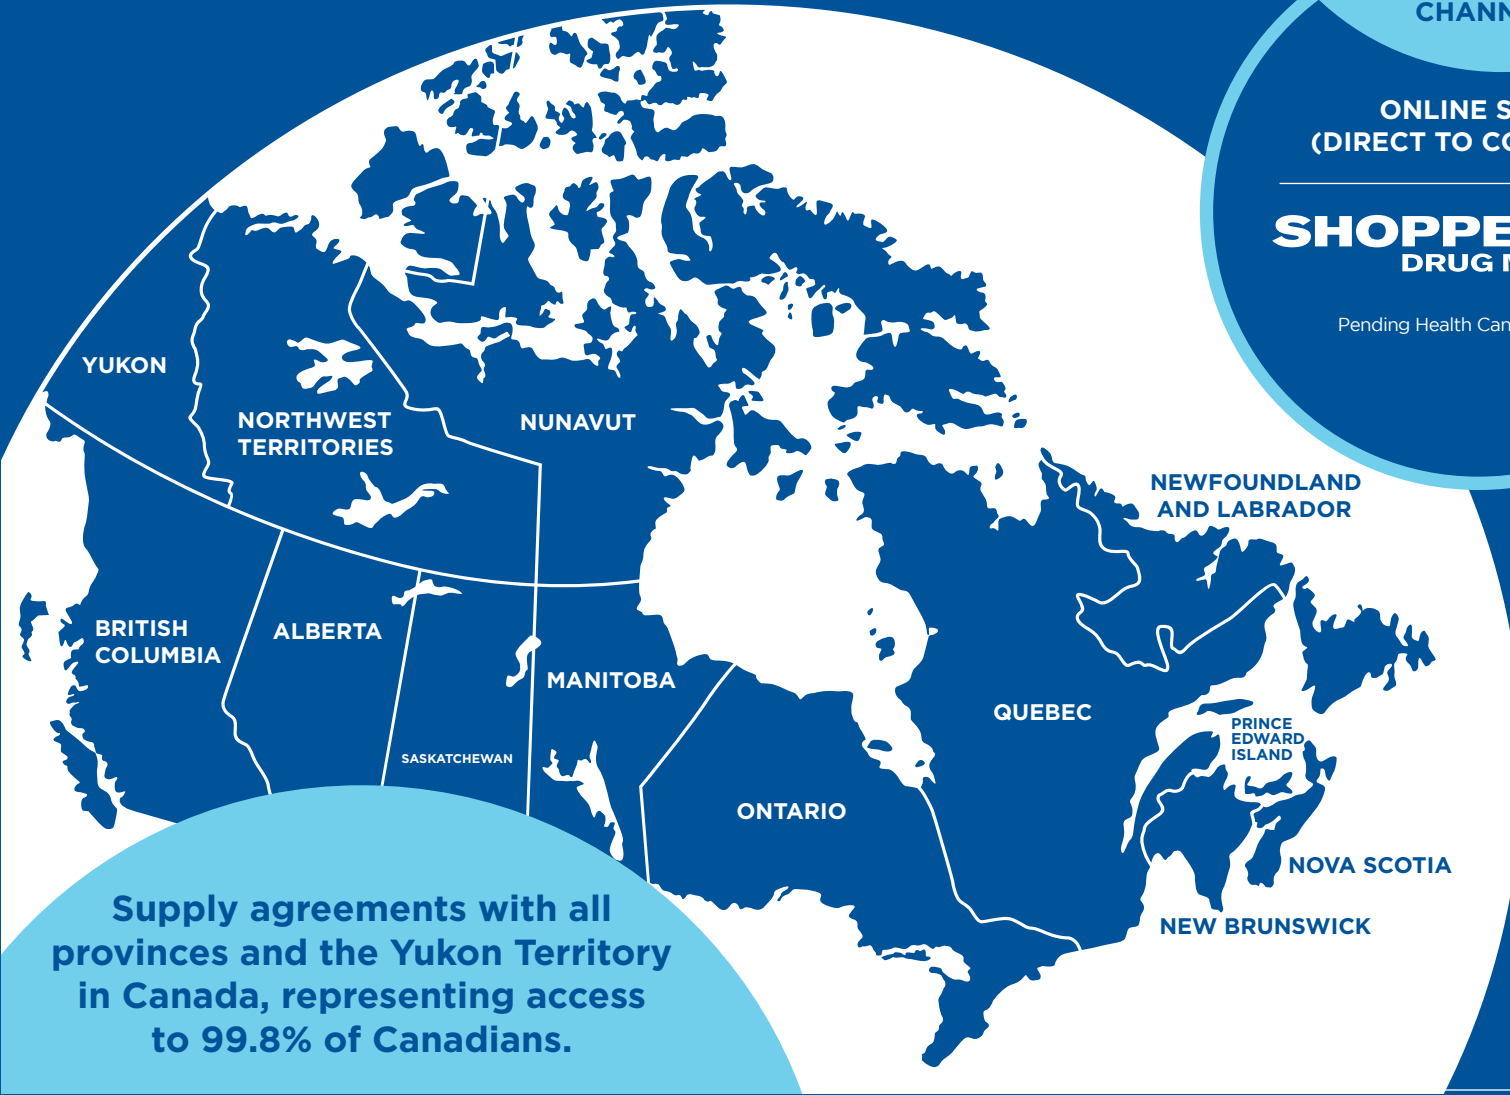 CHANN
ONLINE S
(DIRECT TO CO
SHOPPE
DRUG M
Pending Health Can
YUKON
NORTHWEST
TERRITORIES
NUNAVUT
NEWFOUNDLAND
AND LABRADOR
BRITISH
COLUMBIA
ALBERTA
MANITOBA
SASKATCHEWAN
ONTARIO
QUEBEC
PRINCE
EDWARD
ISLAND
NOVA SCOTIA
NEW BRUNSWICK
Supply agreements with all
provinces and the Yukon Territory
in Canada, representing access
to 99.8% of Canadians.